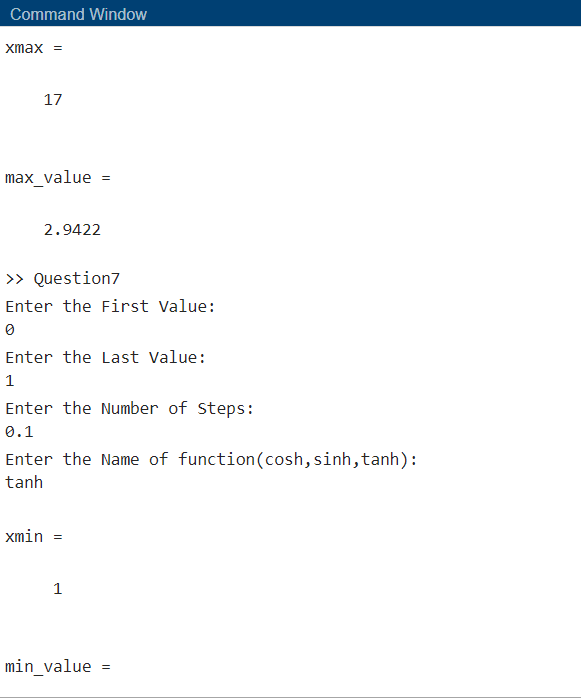 Command Window
xmax =
17
max_value =
2.9422
>> Question7
Enter the First Value:
0
Enter the Last Value:
1
Enter the Number of Steps:
0.1
Enter the Name of function(cosh,sinh,tanh):
tanh
xmin =
1
min_value =